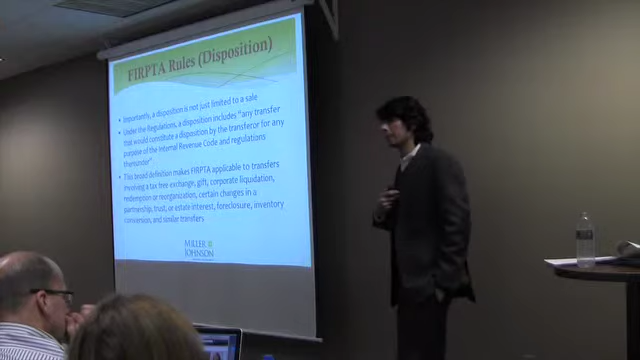 FIRPTA Rules (Disposition)
• Importantly, a disposition is not just limited to a sale
• Under the Regulations, a disposition includes "any transfer
that would constitute a disposition by the transferor for any
purpose of the Internal Revenue Code and regulations
thereunder"
• This broad definition makes FIRPTA applicable to transfers
involving a tax free exchange, gift, corporate liquidation,
redemption or reorganization, certain changes in a
partnership, trust, or estate interest, foreclosure, inventory
conversion, and similar transfers
MILLER
JOHNSON